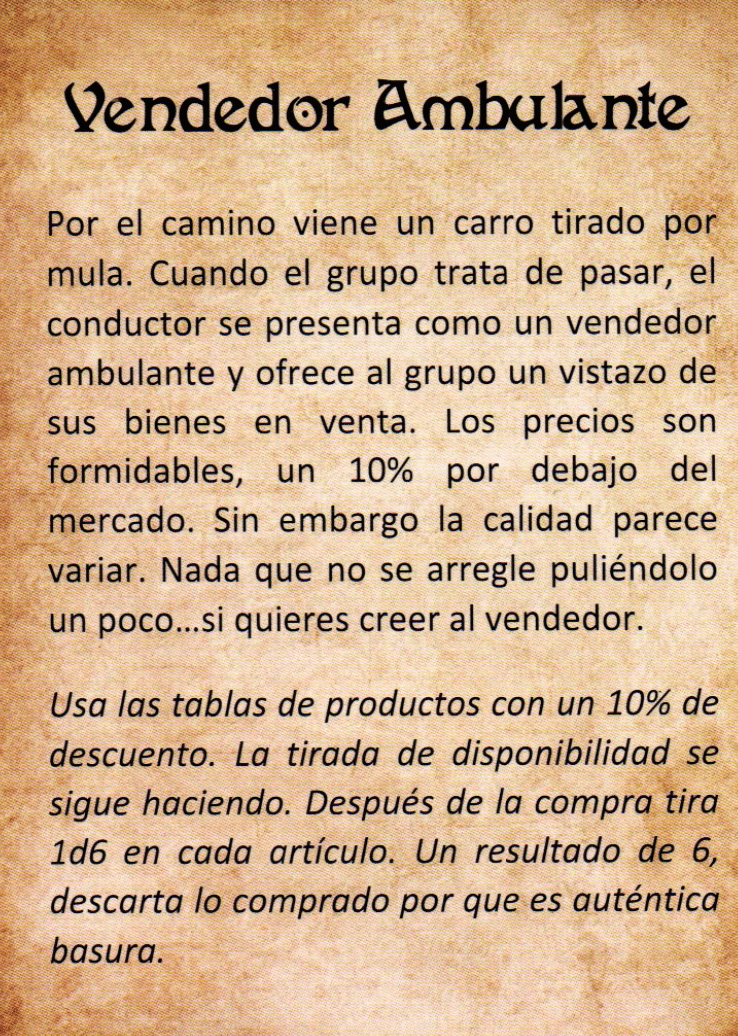 Vendedor Ambulante
Por el camino viene un carro tirado por
mula. Cuando el grupo trata de pasar, el
conductor se presenta como un vendedor
ambulante y ofrece al grupo un vistazo de
sus bienes en venta. Los precios son
formidables, un 10% por debajo del
mercado. Sin embargo la calidad parece
variar. Nada que no se arregle puliéndolo
un poco...si quieres creer al vendedor.
Usa las tablas de productos con un 10% de
descuento. La tirada de disponibilidad se
sigue haciendo. Después de la compra tira
1d6 en cada artículo. Un resultado de 6,
descarta lo comprado por que es auténtica
basura.